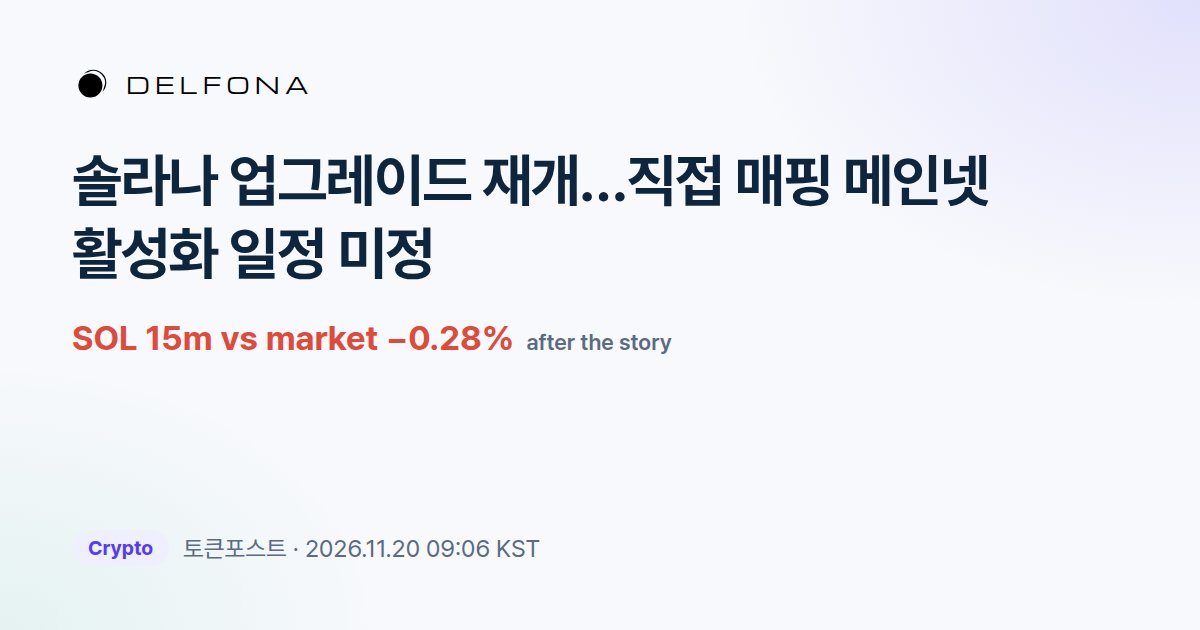 DELFONA
솔라나 업그레이드 재개...직접 매핑 메인넷
활성화 일정 미정
SOL 15m vs market −0.28% after the story
Crypto 토큰포스트 · 2026.11.20 09:06 KST